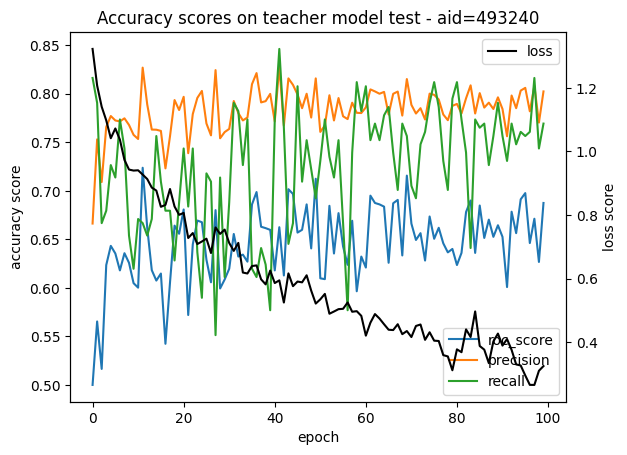 Accuracy scores on teacher model test - aid=493240
loss
0.85
0.80
0.75
0.70
0.65
0.60
0.55
0.50
accuracy score
1.2
1.0
0.8
0.6
0.4
loss score
roc_score
precision
recall
0
20
40
60
80
100
epoch